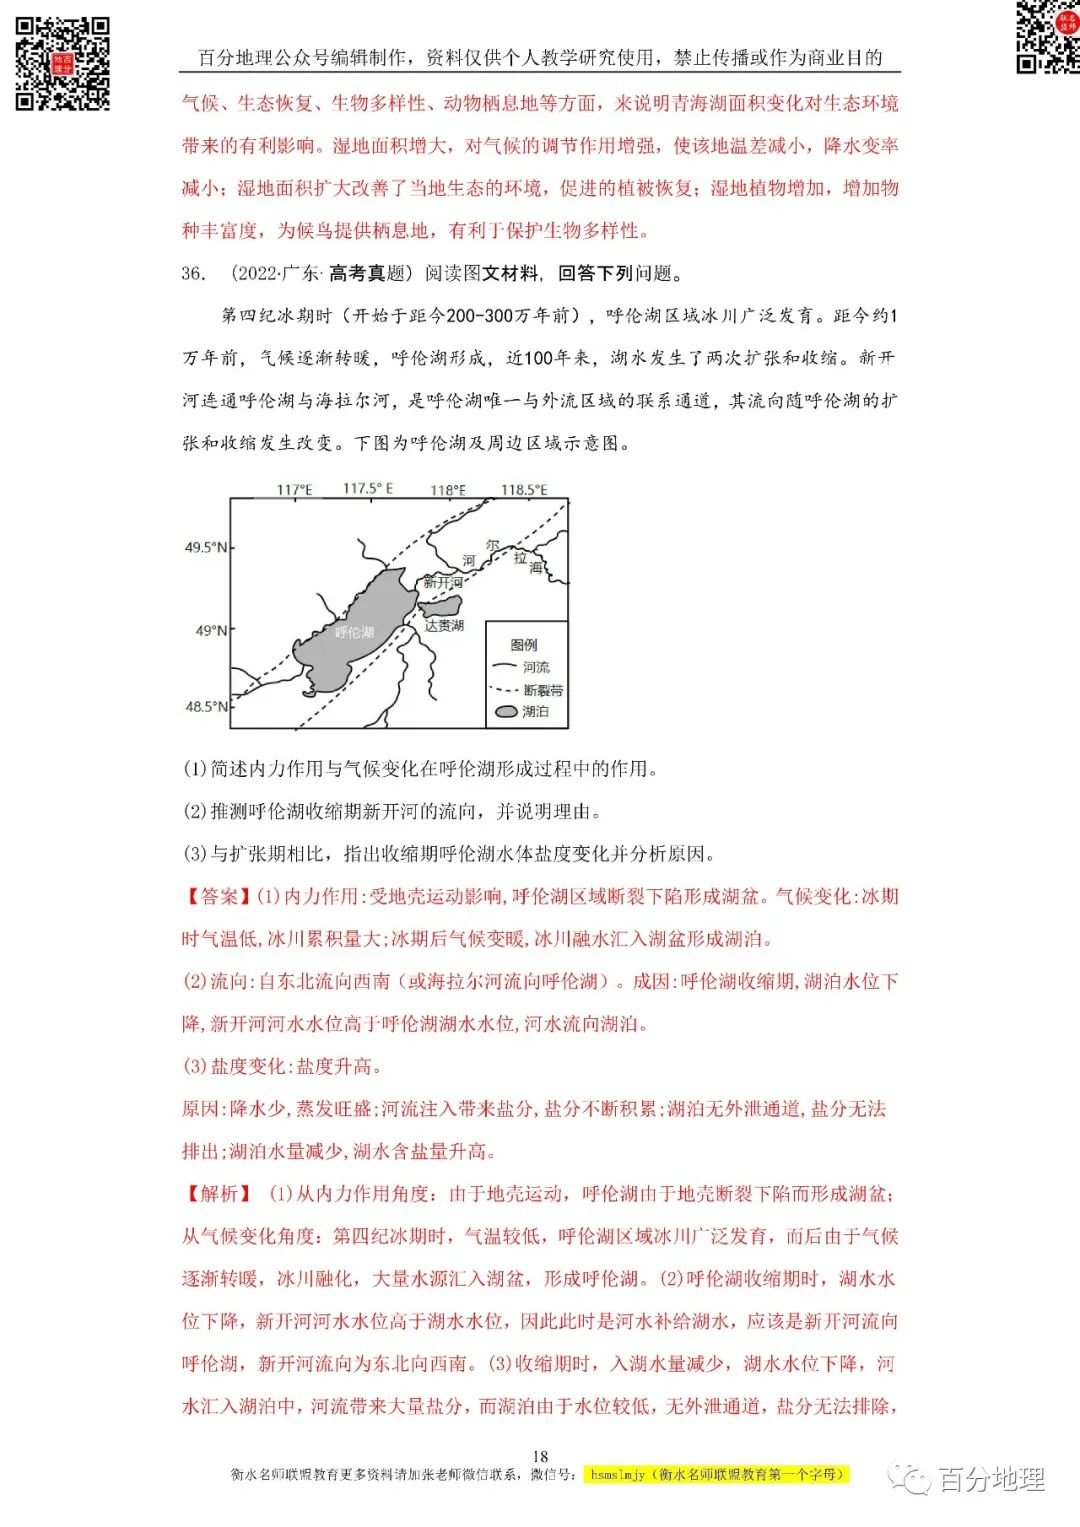 百分地理公众号编辑制作，资料仅供个人教学研究使用，禁止传播或作为商业目的
气候、生态恢复、生物多样性、动物栖息地等方面，来说明青海湖面积变化对生态环境
带来的有利影响。湿地面积增大，对气候的调节作用增强，使该地温差减小，降水变率
减小；湿地面积扩大改善了当地生态的环境，促进的植被恢复；湿地植物增加，增加物
种丰富度，为候鸟提供栖息地，有利于保护生物多样性。
36．（2022·广东·高考真题）阅读图文材料，回答下列问题。
第四纪冰期时（开始于距今200-300万年前），呼伦湖区域冰川广泛发育。距今约1
万年前，气候逐渐转暖，呼伦湖形成，近100年来，湖水发生了两次扩张和收缩。新开
河连通呼伦湖与海拉尔河，是呼伦湖唯一与外流区域的联系通道，其流向随呼伦湖的扩
张和收缩发生改变。下图为呼伦湖及周边区域示意图。
117°E 117.5°E 118°E 118.5°E
49.5°N
49°N
48.5°N
河 尔 拉 海
新开河
呼伦湖
达赉湖
图例
河流
断裂带
湖泊
(1)简述内力作用与气候变化在呼伦湖形成过程中的作用。
(2)推测呼伦湖收缩期新开河的流向，并说明理由。
(3)与扩张期相比，指出收缩期呼伦湖水体盐度变化并分析原因。
【答案】(1)内力作用:受地壳运动影响,呼伦湖区域断裂下陷形成湖盆。气候变化:冰期
时气温低,冰川累积量大;冰期后气候变暖,冰川融水汇入湖盆形成湖泊。
(2)流向:自东北流向西南（或海拉尔河流向呼伦湖）。成因:呼伦湖收缩期,湖泊水位下
降,新开河河水水位高于呼伦湖湖水水位,河水流向湖泊。
(3)盐度变化:盐度升高。
原因:降水少,蒸发旺盛;河流注入带来盐分,盐分不断积累;湖泊无外泄通道,盐分无法
排出;湖泊水量减少,湖水含盐量升高。
【解析】(1)从内力作用角度：由于地壳运动，呼伦湖由于地壳断裂下陷而形成湖盆；
从气候变化角度：第四纪冰期时，气温较低，呼伦湖区域冰川广泛发育，而后由于气候
逐渐转暖，冰川融化，大量水源汇入湖盆，形成呼伦湖。(2)呼伦湖收缩期时，湖水水
位下降，新开河河水水位高于湖水水位，因此此时是河水补给湖水，应该是新开河流向
呼伦湖，新开河流向为东北向西南。(3)收缩期时，入湖水量减少，湖水水位下降，河
水汇入湖泊中，河流带来大量盐分，而湖泊由于水位较低，无外泄通道，盐分无法排除，
18
衡水名师联盟教育更多资料请加张老师微信联系，微信号：hsmslmjy（衡水名师联盟教育第一个字母）
百分地理